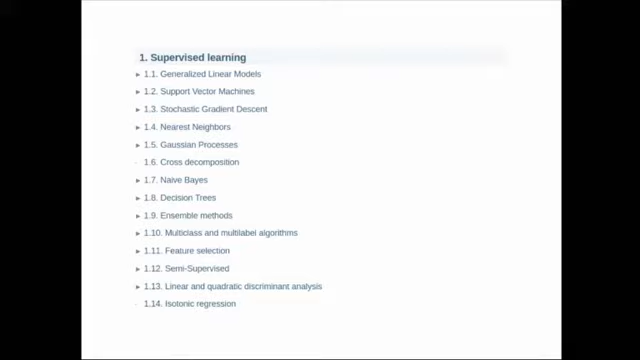 1. Supervised learning
1.1. Generalized Linear Models
1.2. Support Vector Machines
1.3. Stochastic Gradient Descent
1.4. Nearest Neighbors
1.5. Gaussian Processes
1.6. Cross decomposition
1.7. Naive Bayes
1.8. Decision Trees
1.9. Ensemble methods
1.10. Multiclass and multilabel algorithms
1.11. Feature selection
1.12. Semi-Supervised
1.13. Linear and quadratic discriminant analysis
1.14. Isotonic regression